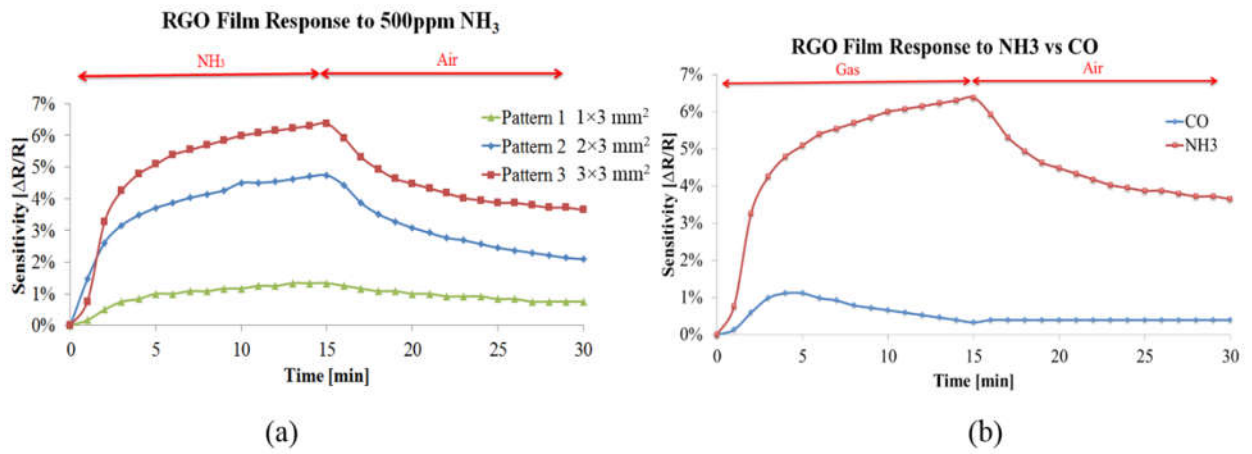 RGO Film Response to 500ppm NH₃
NH₃
Air
7%
6%
5%
4%
3%
2%
1%
0%
Sensitivity [ΔR/R]
Pattern 1 1×3 mm²
Pattern 2 2×3 mm²
Pattern 3 3×3 mm²
0 5 10 15 20 25 30
Time [min]
(a)
RGO Film Response to NH3 vs CO
Gas
Air
7%
6%
5%
4%
3%
2%
1%
0%
Sensitivity [ΔR/R]
CO
NH3
0 5 10 15 20 25 30
Time [min]
(b)